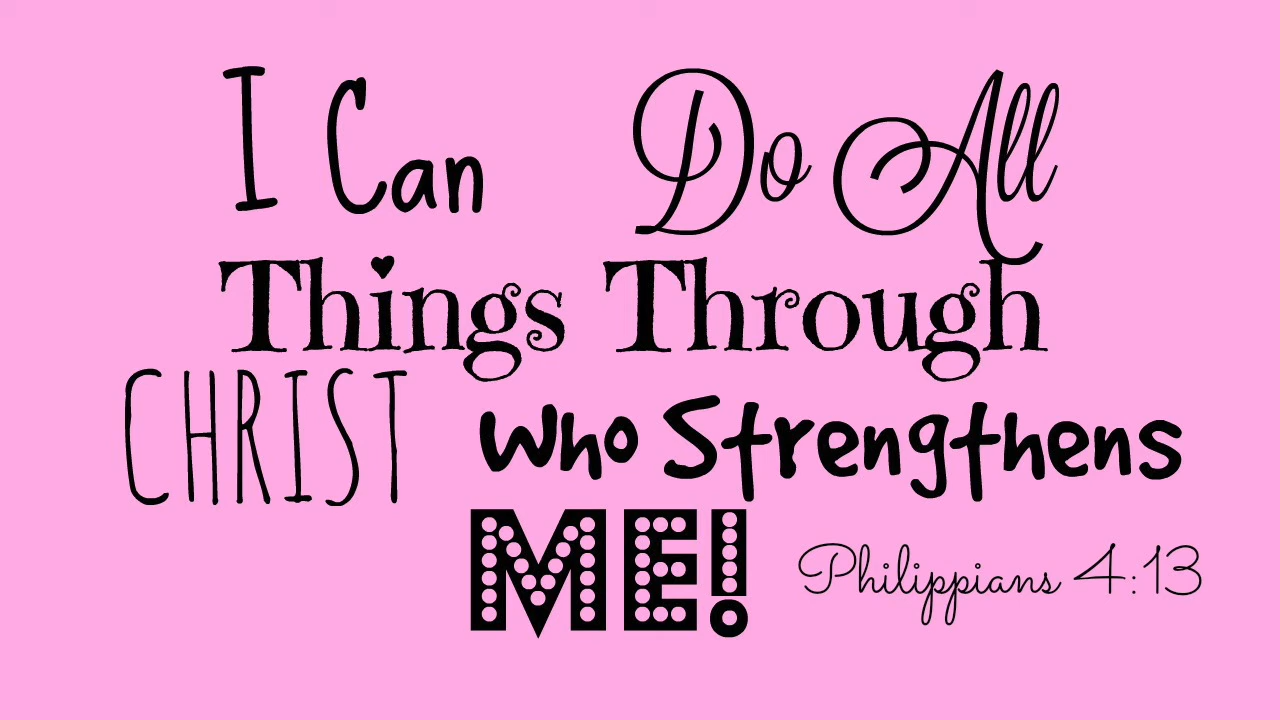 I Can Do All
Things Through
CHRIST Who Strengthens
ME! Philippians 4:13